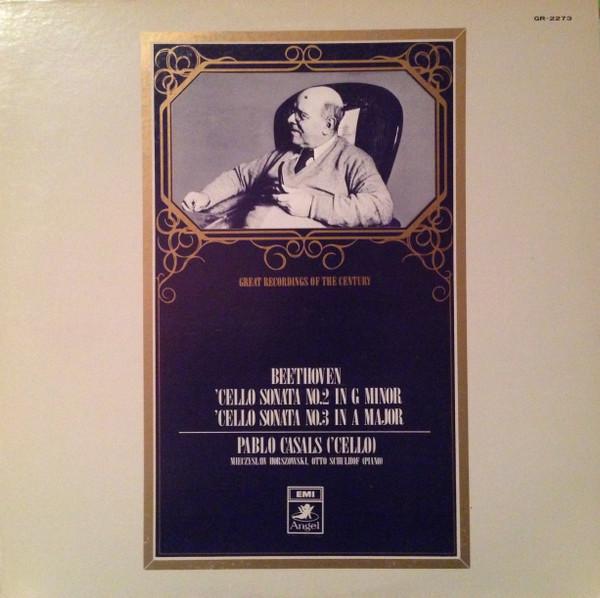 GR-2273
GREAT RECORDINGS OF THE CENTURY
BEETHOVEN
'CELLO SONATA NO.2 IN G MINOR
'CELLO SONATA NO.3 IN A MAJOR
PABLO CASALS ('CELLO)
MIECZYSLAW HORSZOWSKI, OTTO SCHULHOF (PIANO)
EMI
Angel